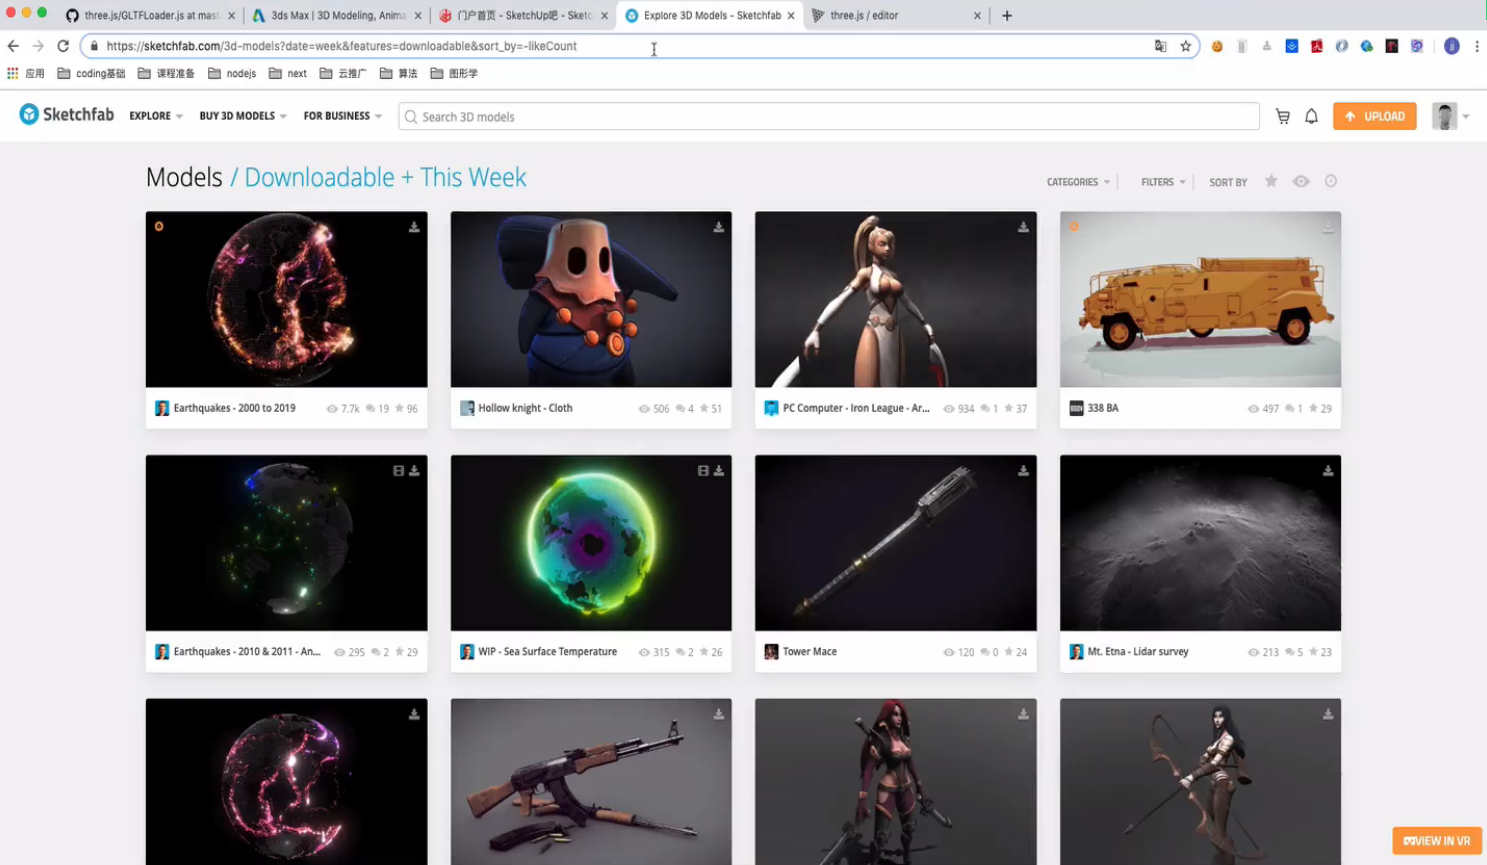 three.js/GLTFLoader.js at mast
3ds Max | 3D Modeling, Anima
门户首页 - SketchUp吧 - Sketc
Explore 3D Models - Sketchfab
three.js / editor
https://sketchfab.com/3d-models?date=week&features=downloadable&sort_by=-likeCount
应用
coding基础
课程准备
nodejs
next
云推广
算法
图形学
Sketchfab
EXPLORE
BUY 3D MODELS
FOR BUSINESS
Search 3D models
UPLOAD
Models / Downloadable + This Week
CATEGORIES
FILTERS
SORT BY
Earthquakes - 2000 to 2019 7.7k 19 96
Hollow knight - Cloth 506 4 51
PC Computer - Iron League - Ar... 934 1 37
338 BA 497 1 29
Earthquakes - 2010 & 2011 - An... 295 2 29
WIP - Sea Surface Temperature 315 2 26
Tower Mace 120 0 24
Mt. Etna - Lidar survey 213 5 23
VIEW IN VR